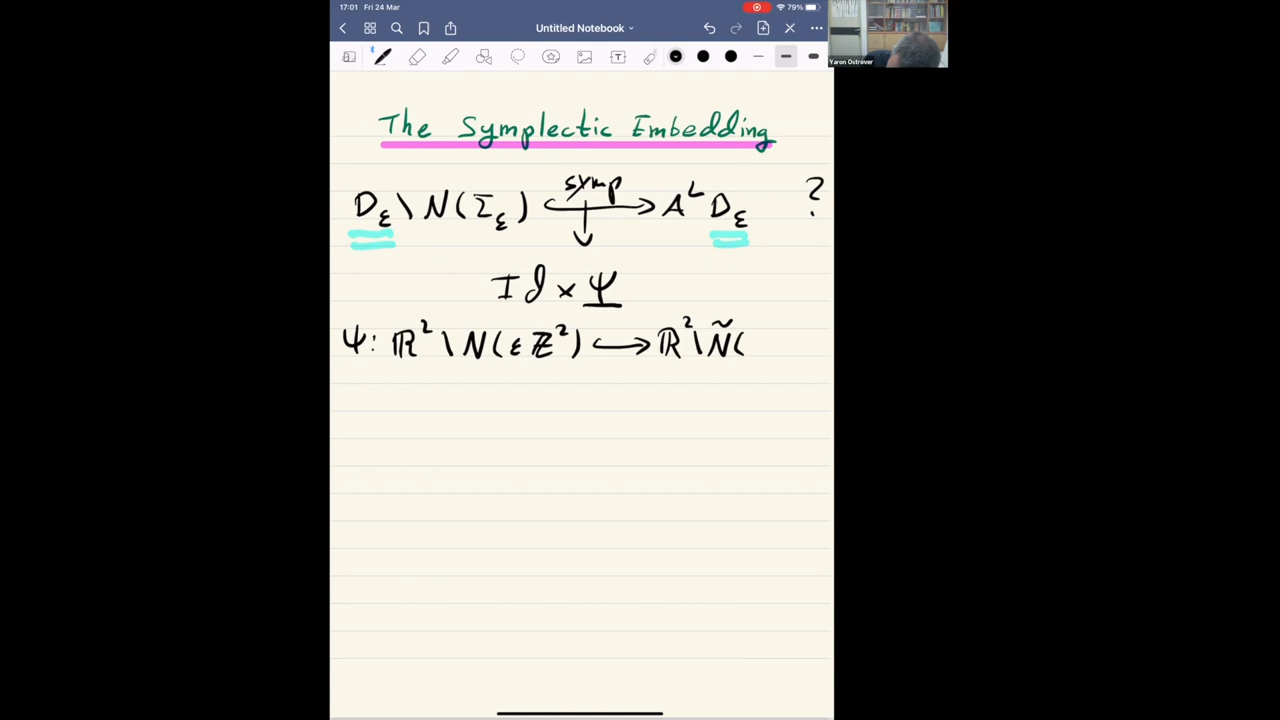 17:01 Fri 24 Mar
79%
Untitled Notebook
Yaron Ostrover
The Symplectic Embedding
D_ε \ N(Σ_ε) symp ⟷ A^L D_ε ?
Id × Ψ
Ψ: ℝ² \ N(εℤ²) ⟷ ℝ² \ Ñ(